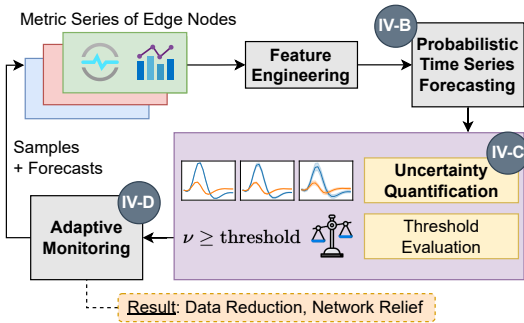 Metric Series of Edge Nodes
Feature
Engineering
IV-B
Probabilistic
Time Series
Forecasting
IV-C
Uncertainty
Quantification
Threshold
Evaluation
ν ≥ threshold
Samples
+ Forecasts
IV-D
Adaptive
Monitoring
Result: Data Reduction, Network Relief